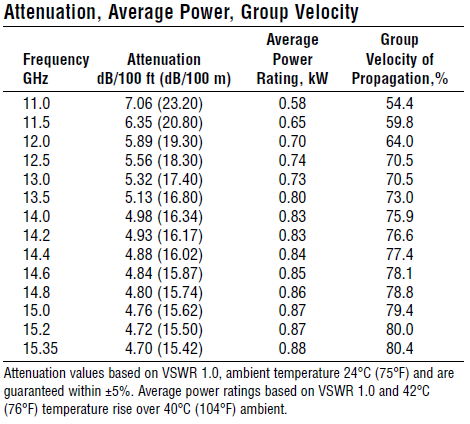 Attenuation, Average Power, Group Velocity
Average Group
Frequency Attenuation Power Velocity of
GHz dB/100 ft (dB/100 m) Rating, kW Propagation,%
11.0 7.06 (23.20) 0.58 54.4
11.5 6.35 (20.80) 0.65 59.8
12.0 5.89 (19.30) 0.70 64.0
12.5 5.56 (18.30) 0.74 70.5
13.0 5.32 (17.40) 0.73 70.5
13.5 5.13 (16.80) 0.80 73.0
14.0 4.98 (16.34) 0.83 75.9
14.2 4.93 (16.17) 0.83 76.6
14.4 4.88 (16.02) 0.84 77.4
14.6 4.84 (15.87) 0.85 78.1
14.8 4.80 (15.74) 0.86 78.8
15.0 4.76 (15.62) 0.87 79.4
15.2 4.72 (15.50) 0.87 80.0
15.35 4.70 (15.42) 0.88 80.4
Attenuation values based on VSWR 1.0, ambient temperature 24°C (75°F) and are
guaranteed within ±5%. Average power ratings based on VSWR 1.0 and 42°C
(76°F) temperature rise over 40°C (104°F) ambient.